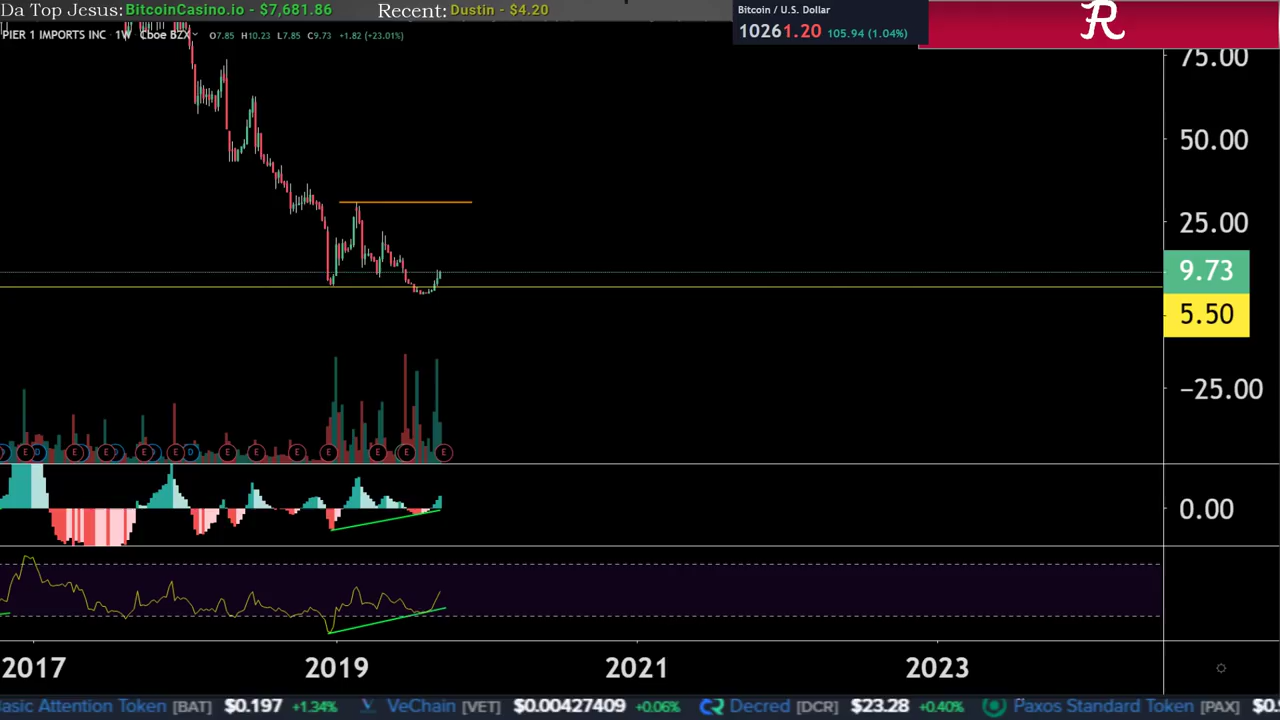 Da Top Jesus: BitcoinCasino.io - $7,681.86 Recent: Dustin - $4.20
Bitcoin / U.S. Dollar
10261.20 105.94 (1.04%)
R
PIER 1 IMPORTS INC · 1W · Cboe BZX O7.85 H10.23 L7.85 C9.73 +1.82 (+23.01%)
75.00
50.00
25.00
9.73
5.50
−25.00
E D E E E D E D E E E E E E E
0.00
2017 2019 2021 2023
Basic Attention Token [BAT] $0.197 +1.34% VeChain [VET] $0.00427409 +0.06% Decred [DCR] $23.28 +0.40% Paxos Standard Token [PAX] $0.